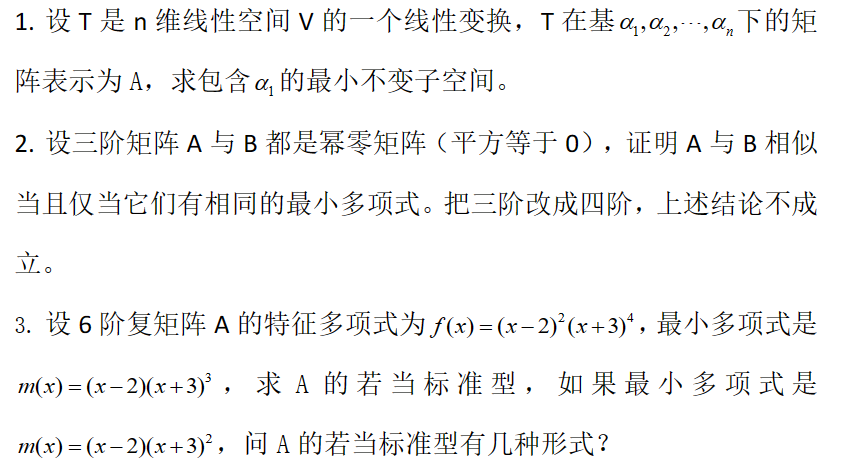 1. 设 T 是 n 维线性空间 V 的一个线性变换，T 在基 α₁,α₂,⋯,αₙ 下的矩
阵表示为 A，求包含 α₁ 的最小不变子空间。
2. 设三阶矩阵 A 与 B 都是幂零矩阵（平方等于 0），证明 A 与 B 相似
当且仅当它们有相同的最小多项式。把三阶改成四阶，上述结论不成
立。
3. 设 6 阶复矩阵 A 的特征多项式为 f(x)=(x−2)²(x+3)⁴，最小多项式是
m(x)=(x−2)(x+3)³，求 A 的若当标准型，如果最小多项式是
m(x)=(x−2)(x+3)²，问 A 的若当标准型有几种形式？